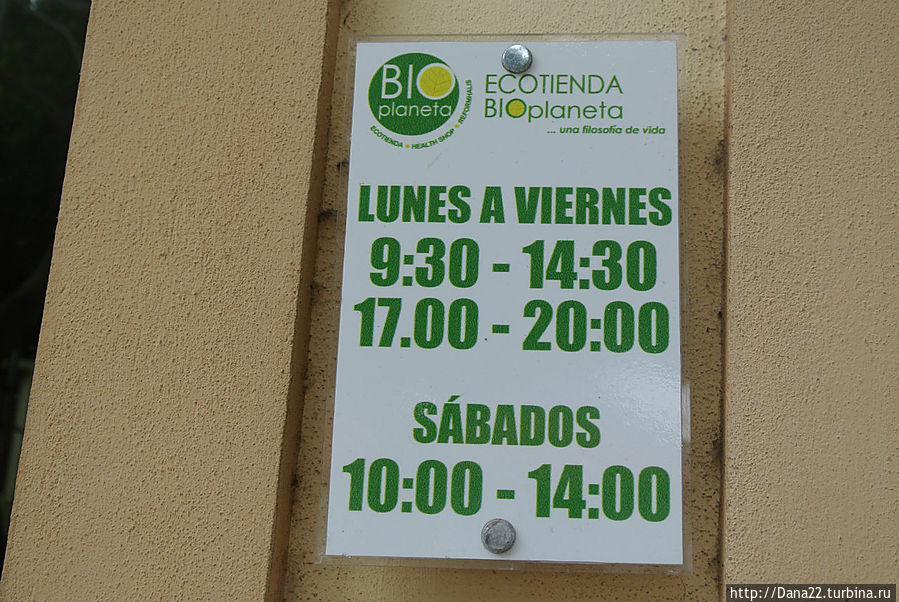 BIO
planeta
ECOTIENDA HEALTH SHOP REFORMHAUS
ECOTIENDA
BIOplaneta
... una filosofía de vida
LUNES A VIERNES
9:30 - 14:30
17.00 - 20:00
SÁBADOS
10:00 - 14:00
http://Dana22.turbina.ru